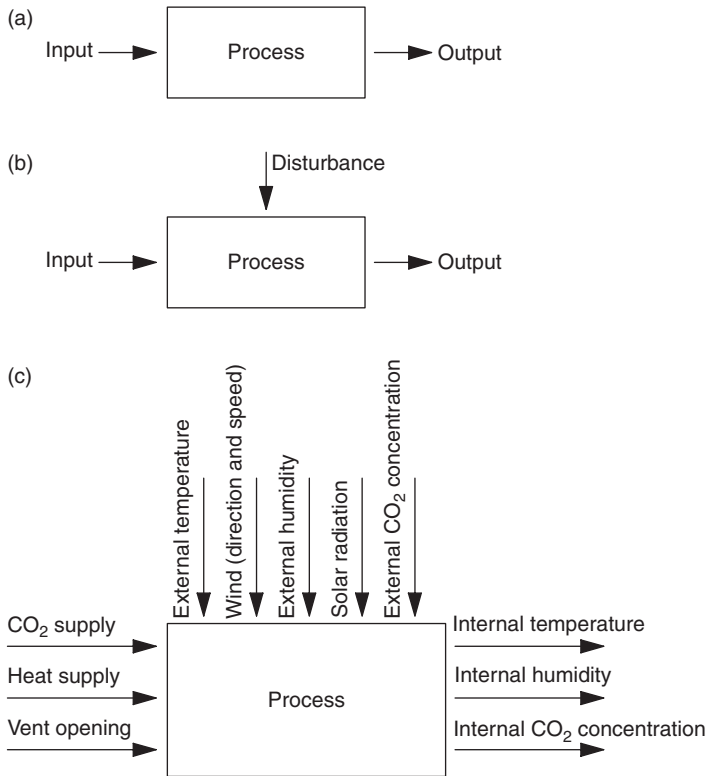 (a)
Input
Process
Output
(b)
Disturbance
Input
Process
Output
(c)
External temperature
Wind (direction and speed)
External humidity
Solar radiation
External CO₂ concentration
CO₂ supply
Heat supply
Vent opening
Process
Internal temperature
Internal humidity
Internal CO₂ concentration